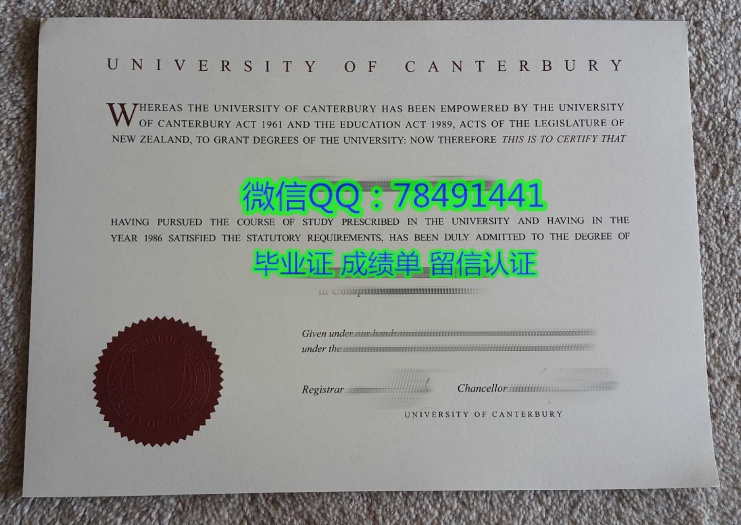 UNIVERSITY OF CANTERBURY
WHEREAS THE UNIVERSITY OF CANTERBURY HAS BEEN EMPOWERED BY THE UNIVERSITY
OF CANTERBURY ACT 1961 AND THE EDUCATION ACT 1989, ACTS OF THE LEGISLATURE OF
NEW ZEALAND, TO GRANT DEGREES OF THE UNIVERSITY: NOW THEREFORE THIS IS TO CERTIFY THAT
微信QQ：78491441
HAVING PURSUED THE COURSE OF STUDY PRESCRIBED IN THE UNIVERSITY AND HAVING IN THE
YEAR 1986 SATISFIED THE STATUTORY REQUIREMENTS, HAS BEEN DULY ADMITTED TO THE DEGREE OF
毕业证 成绩单 留信认证
in
Given under our hands
under the
Registrar Chancellor
UNIVERSITY OF CANTERBURY